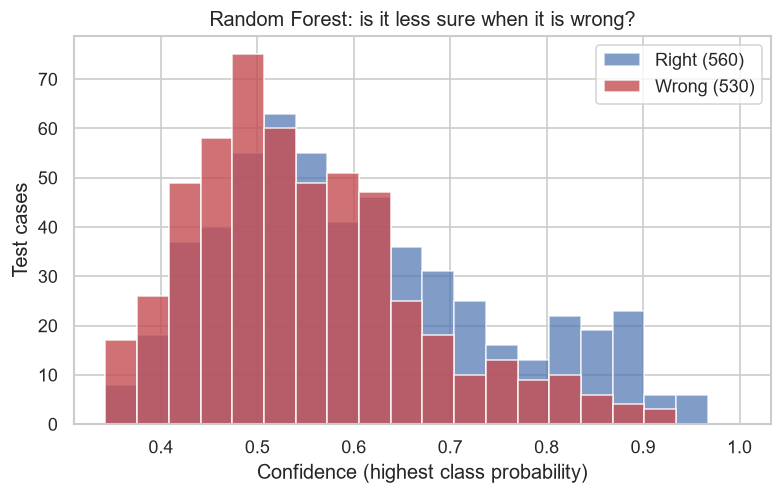 Random Forest: is it less sure when it is wrong?
Right (560)
Wrong (530)
Test cases
70
60
50
40
30
20
10
0
0.4 0.5 0.6 0.7 0.8 0.9 1.0
Confidence (highest class probability)